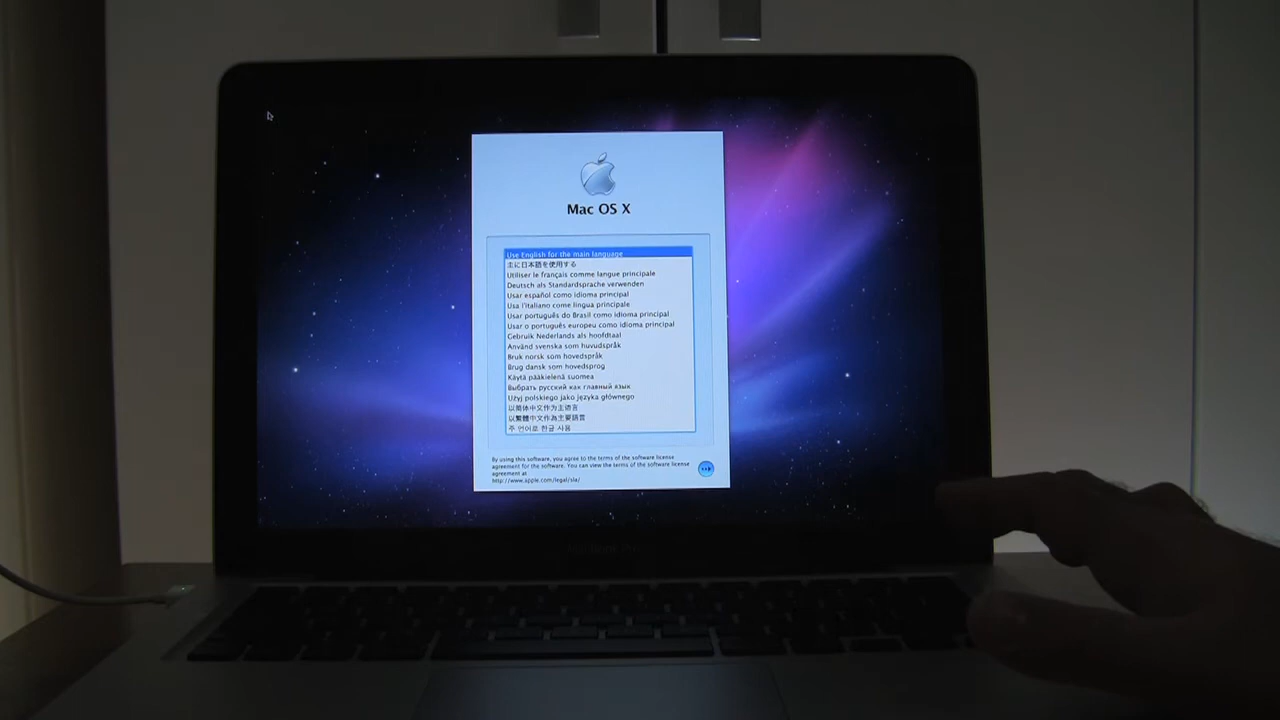 Mac OS X
Use English for the main language
主に日本語を使用する
Utiliser le français comme langue principale
Deutsch als Standardsprache verwenden
Usar español como idioma principal
Usa l'italiano come lingua principale
Usar português do Brasil como idioma principal
Usar o português europeu como idioma principal
Gebruik Nederlands als hoofdtaal
Använd svenska som huvudspråk
Bruk norsk som hovedspråk
Brug dansk som hovedsprog
Käytä pääkielenä suomea
Выбрать русский как главный язык
Użyj polskiego jako języka głównego
以简体中文作为主语言
以繁體中文作為主要語言
주 언어로 한글 사용
By using this software, you agree to the terms of the software license
agreement for the software. You can view the terms of the software license
agreement at
http://www.apple.com/legal/sla/
MacBook Pro